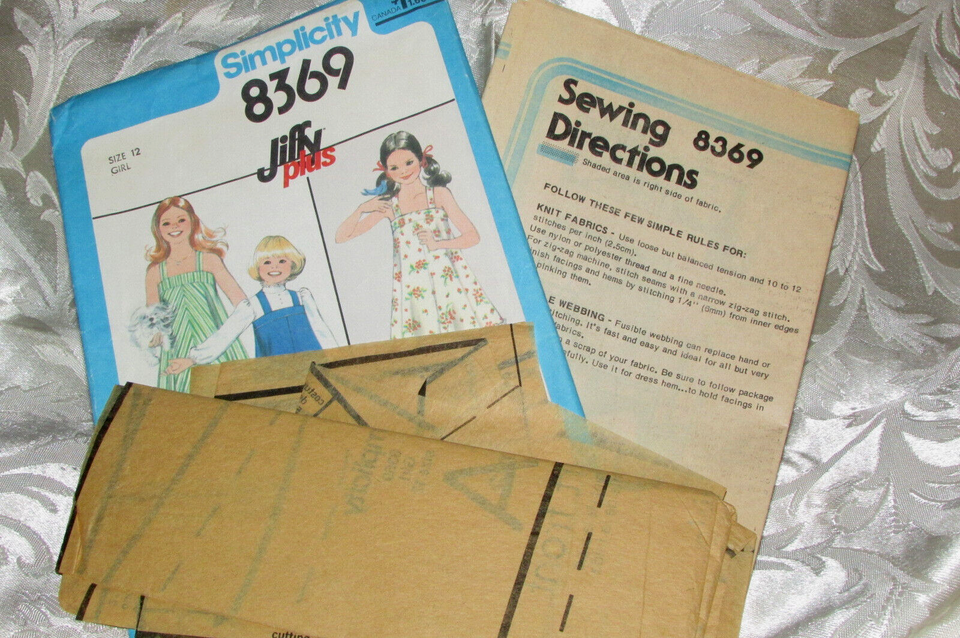 Simplicity
8369
CANADA
SIZE 12
GIRL
Jiffy
plus
Sewing 8369
Directions
Shaded area is right side of fabric.
FOLLOW THESE FEW SIMPLE RULES FOR:
KNIT FABRICS - Use loose but balanced tension and 10 to 12
stitches per inch (2.5cm).
Use nylon or polyester thread and a fine needle.
For zig-zag machine, stitch seams with a narrow zig-zag stitch.
nish facings and hems by stitching 1/4" (6mm) from inner edges
pinking them.
E WEBBING - Fusible webbing can replace hand or
titching. It's fast and easy and ideal for all but very
fabrics.
a scrap of your fabric. Be sure to follow package
efully. Use it for dress hem...to hold facings in
cutting